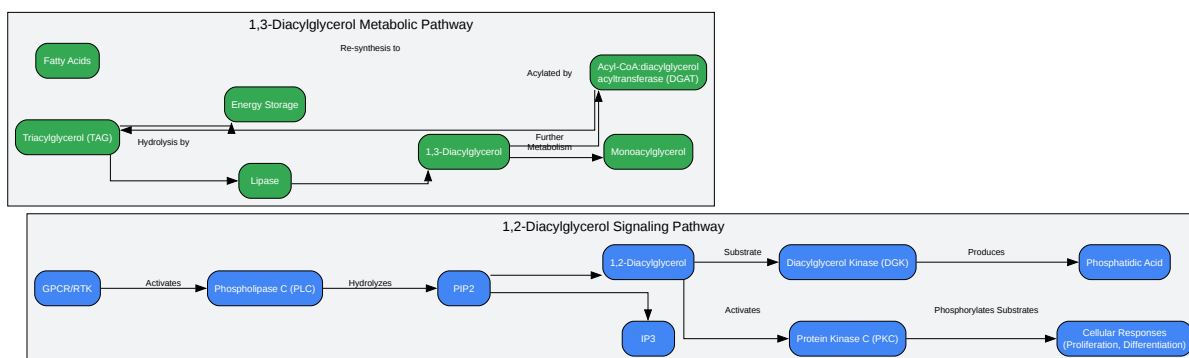 1,3-Diacylglycerol Metabolic Pathway
Re-synthesis to
Fatty Acids
Acylated by
Acyl-CoA:diacylglycerol
acyltransferase (DGAT)
Energy Storage
Triacylglycerol (TAG)
Hydrolysis by
1,3-Diacylglycerol
Further
Metabolism
Monoacylglycerol
Lipase
1,2-Diacylglycerol Signaling Pathway
1,2-Diacylglycerol
Substrate
Diacylglycerol Kinase (DGK)
Produces
Phosphatidic Acid
GPCR/RTK
Activates
Phospholipase C (PLC)
Hydrolyzes
PIP2
IP3
Activates
Protein Kinase C (PKC)
Phosphorylates Substrates
Cellular Responses
(Proliferation, Differentiation)